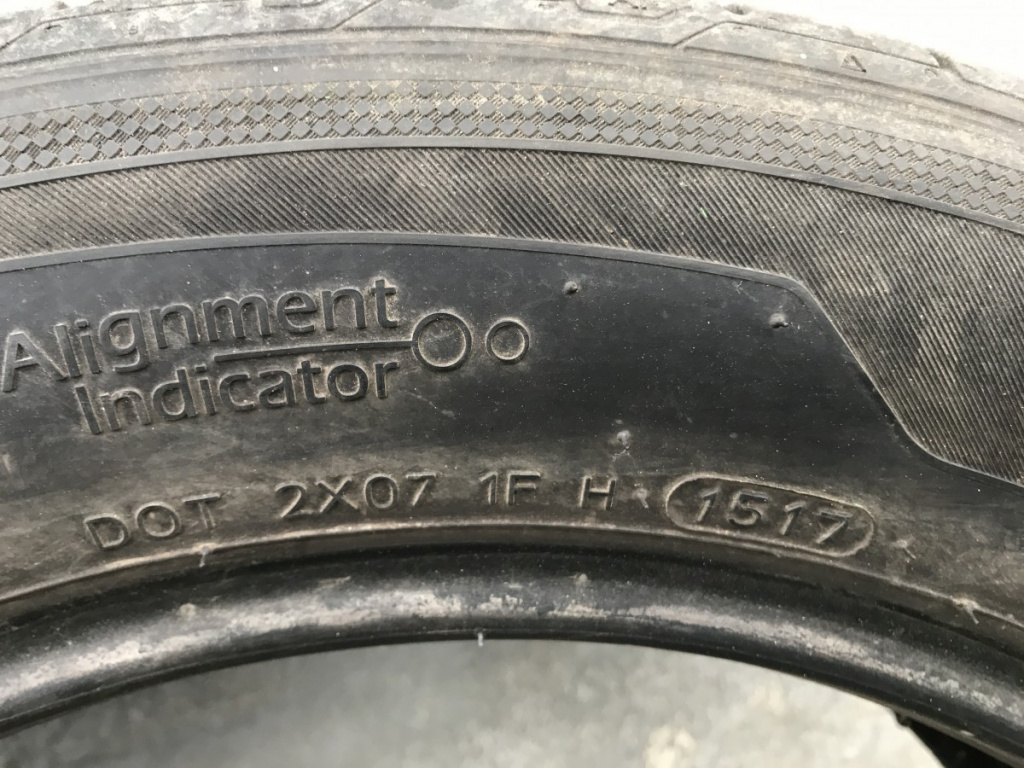 Alignment
Indicator
DOT 2X07 1F H 1517